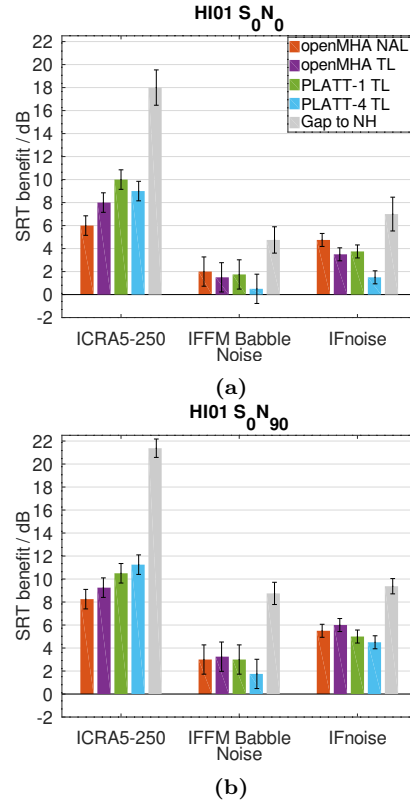 HI01 S0N0
22
20
18
16
14
12
10
8
6
4
2
0
-2
SRT benefit / dB
openMHA NAL
openMHA TL
PLATT-1 TL
PLATT-4 TL
Gap to NH
ICRA5-250
IFFM Babble
Noise
IFnoise
(a)
HI01 S0N90
22
20
18
16
14
12
10
8
6
4
2
0
-2
SRT benefit / dB
ICRA5-250
IFFM Babble
Noise
IFnoise
(b)